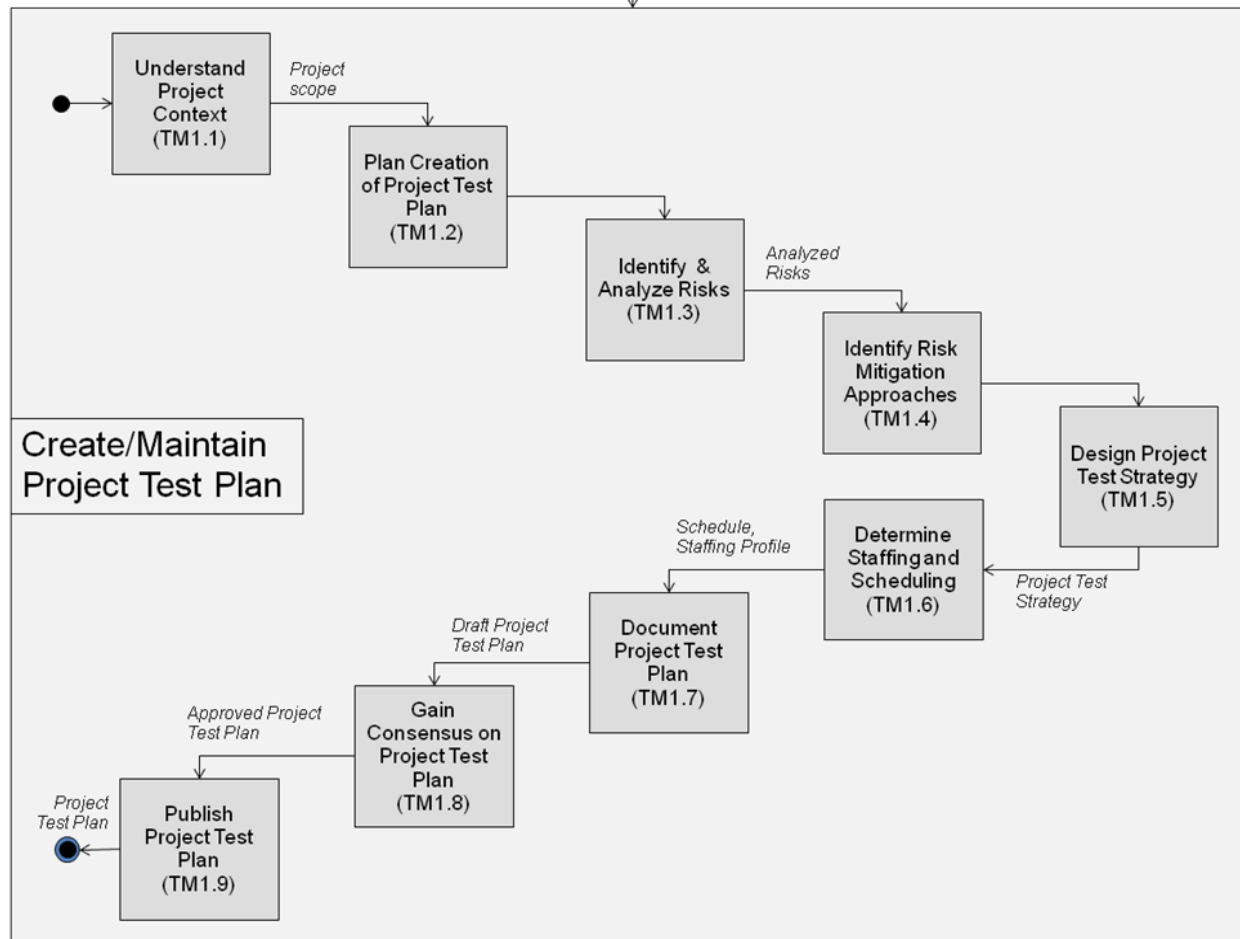 Understand
Project
Context
(TM1.1)
Project
scope
Plan Creation
of Project Test
Plan
(TM1.2)
Identify & 
Analyze Risks
(TM1.3)
Analyzed
Risks
Identify Risk
Mitigation
Approaches
(TM1.4)
Design Project
Test Strategy
(TM1.5)
Create/Maintain
Project Test Plan
Project Test
Strategy
Determine
Staffing and
Scheduling
(TM1.6)
Schedule,
Staffing Profile
Document
Project Test
Plan
(TM1.7)
Draft Project
Test Plan
Gain
Consensus on
Project Test
Plan
(TM1.8)
Approved Project
Test Plan
Publish
Project Test
Plan
(TM1.9)
Project
Test Plan